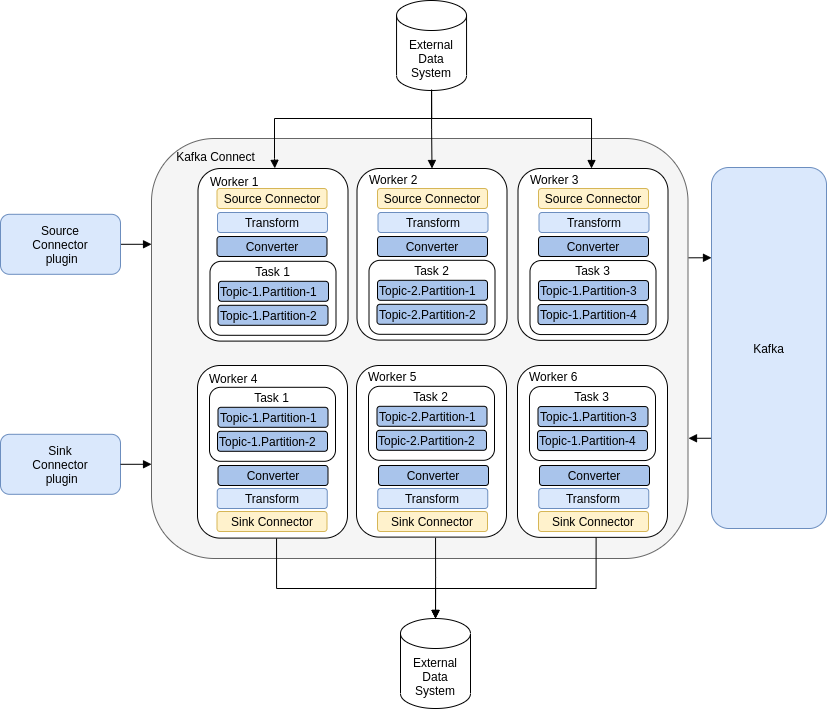 External
Data
System
Kafka Connect
Worker 1
Source Connector
Transform
Converter
Task 1
Topic-1.Partition-1
Topic-1.Partition-2
Worker 2
Source Connector
Transform
Converter
Task 2
Topic-2.Partition-1
Topic-2.Partition-2
Worker 3
Source Connector
Transform
Converter
Task 3
Topic-1.Partition-3
Topic-1.Partition-4
Source
Connector
plugin
Kafka
Worker 4
Task 1
Topic-1.Partition-1
Topic-1.Partition-2
Converter
Transform
Sink Connector
Worker 5
Task 2
Topic-2.Partition-1
Topic-2.Partition-2
Converter
Transform
Sink Connector
Worker 6
Task 3
Topic-1.Partition-3
Topic-1.Partition-4
Converter
Transform
Sink Connector
Sink
Connector
plugin
External
Data
System